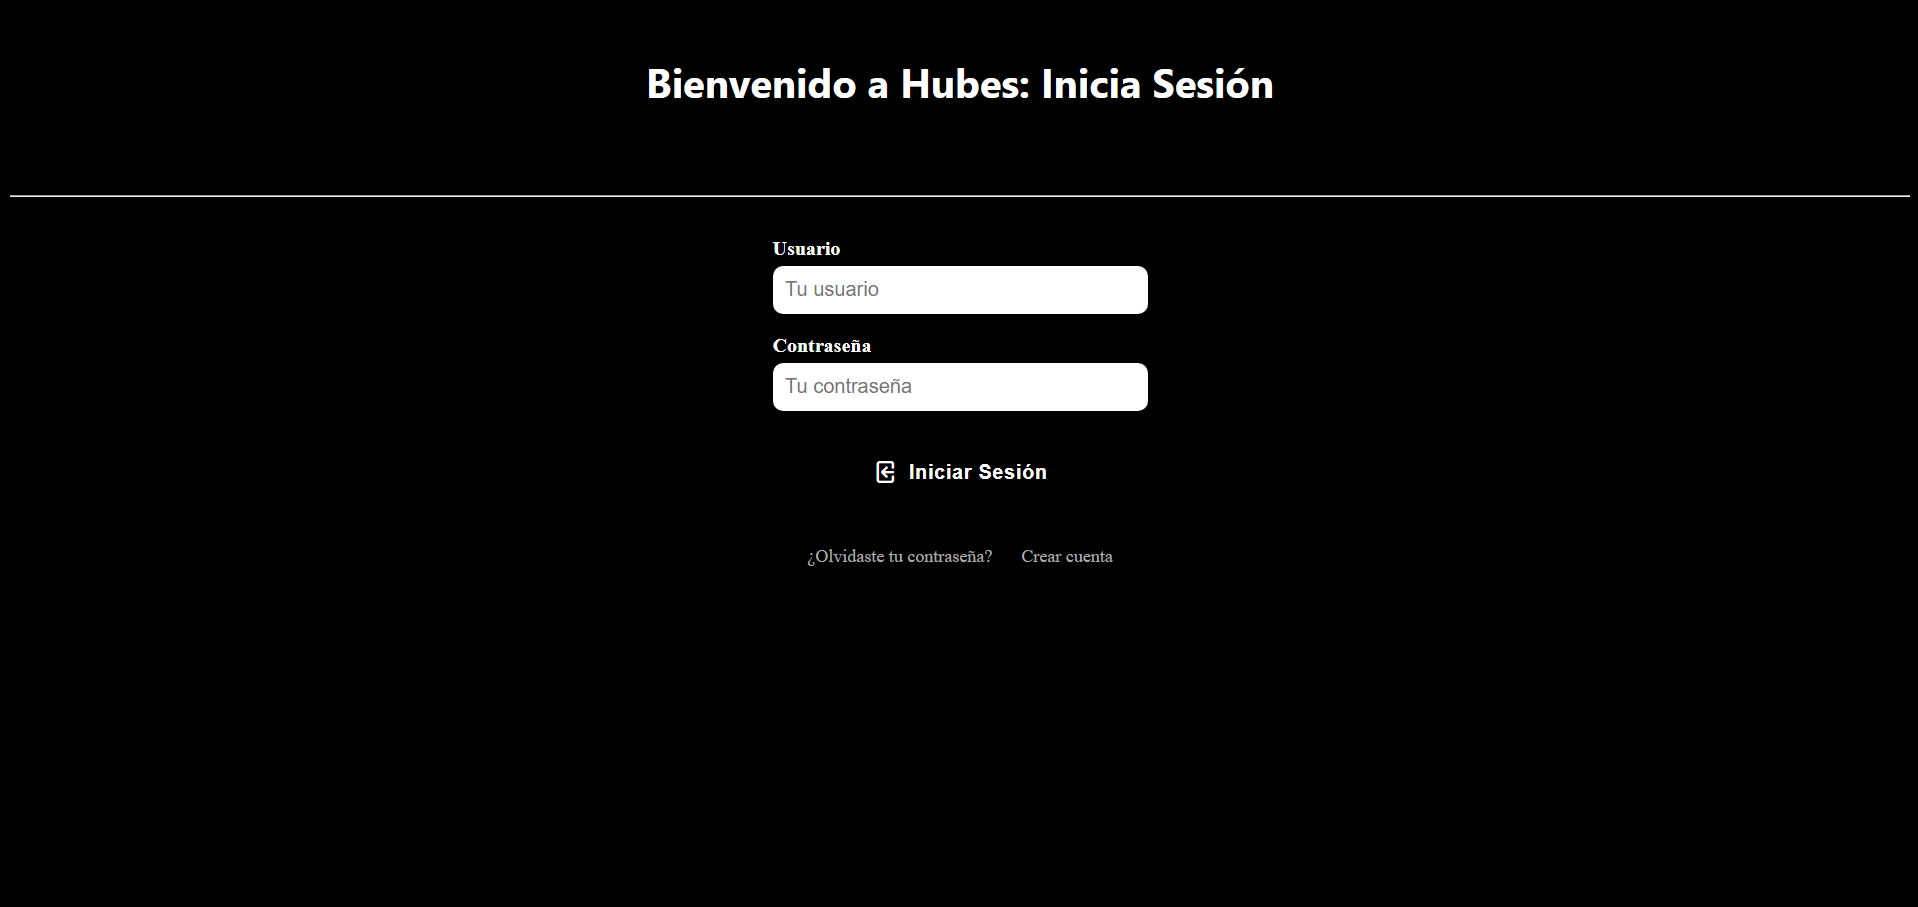 Bienvenido a Hubes: Inicia Sesión
Usuario
Tu usuario
Contraseña
Tu contraseña
Iniciar Sesión
¿Olvidaste tu contraseña? Crear cuenta